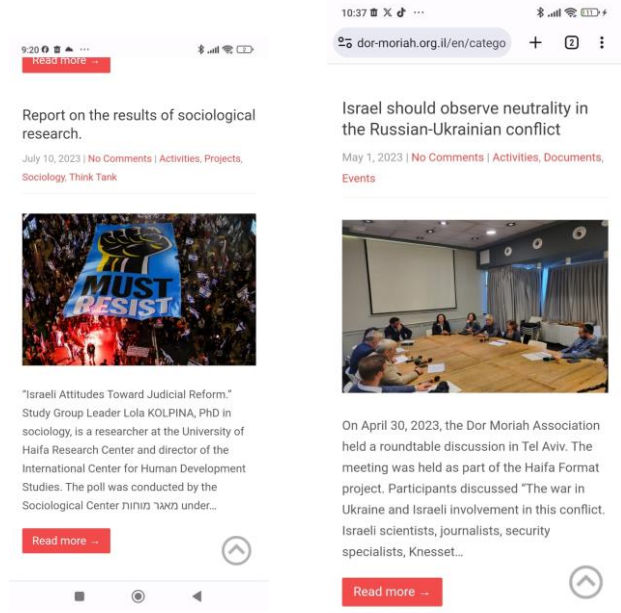 9:20
Read more →
Report on the results of sociological
research.
July 10, 2023 | No Comments | Activities, Projects,
Sociology, Think Tank
MUST
RESIST
“Israeli Attitudes Toward Judicial Reform.”
Study Group Leader Lola KOLPINA, PhD in
sociology, is a researcher at the University of
Haifa Research Center and director of the
International Center for Human Development
Studies. The poll was conducted by the
Sociological Center מאגר מוחות under...
Read more →
10:37
dor-moriah.org.il/en/catego
2
Israel should observe neutrality in
the Russian-Ukrainian conflict
May 1, 2023 | No Comments | Activities, Documents,
Events
On April 30, 2023, the Dor Moriah Association
held a roundtable discussion in Tel Aviv. The
meeting was held as part of the Haifa Format
project. Participants discussed “The war in
Ukraine and Israeli involvement in this conflict.
Israeli scientists, journalists, security
specialists, Knesset...
Read more →